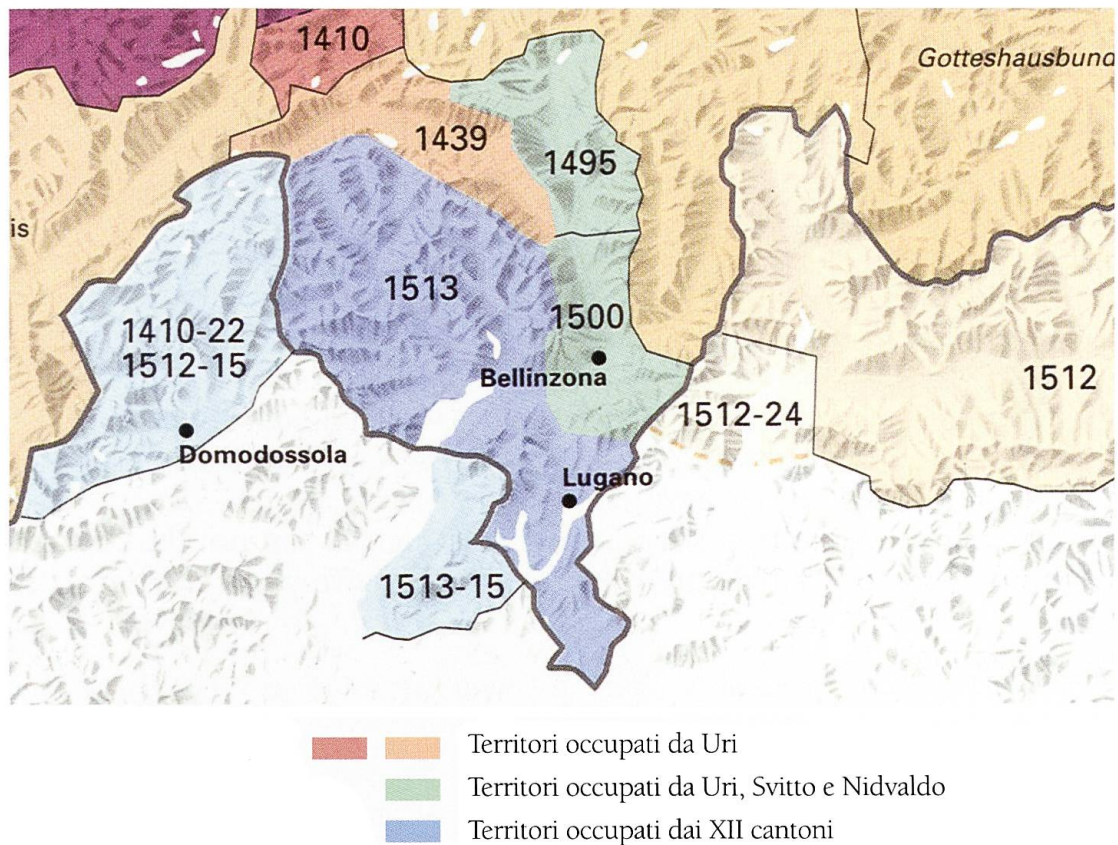 1410
Gotteshausbund
1439
1495
is
1513
1500
1410-22
1512-15
Bellinzona
1512
1512-24
Domodossola
Lugano
1513-15
Territori occupati da Uri
Territori occupati da Uri, Svitto e Nidvaldo
Territori occupati dai XII cantoni